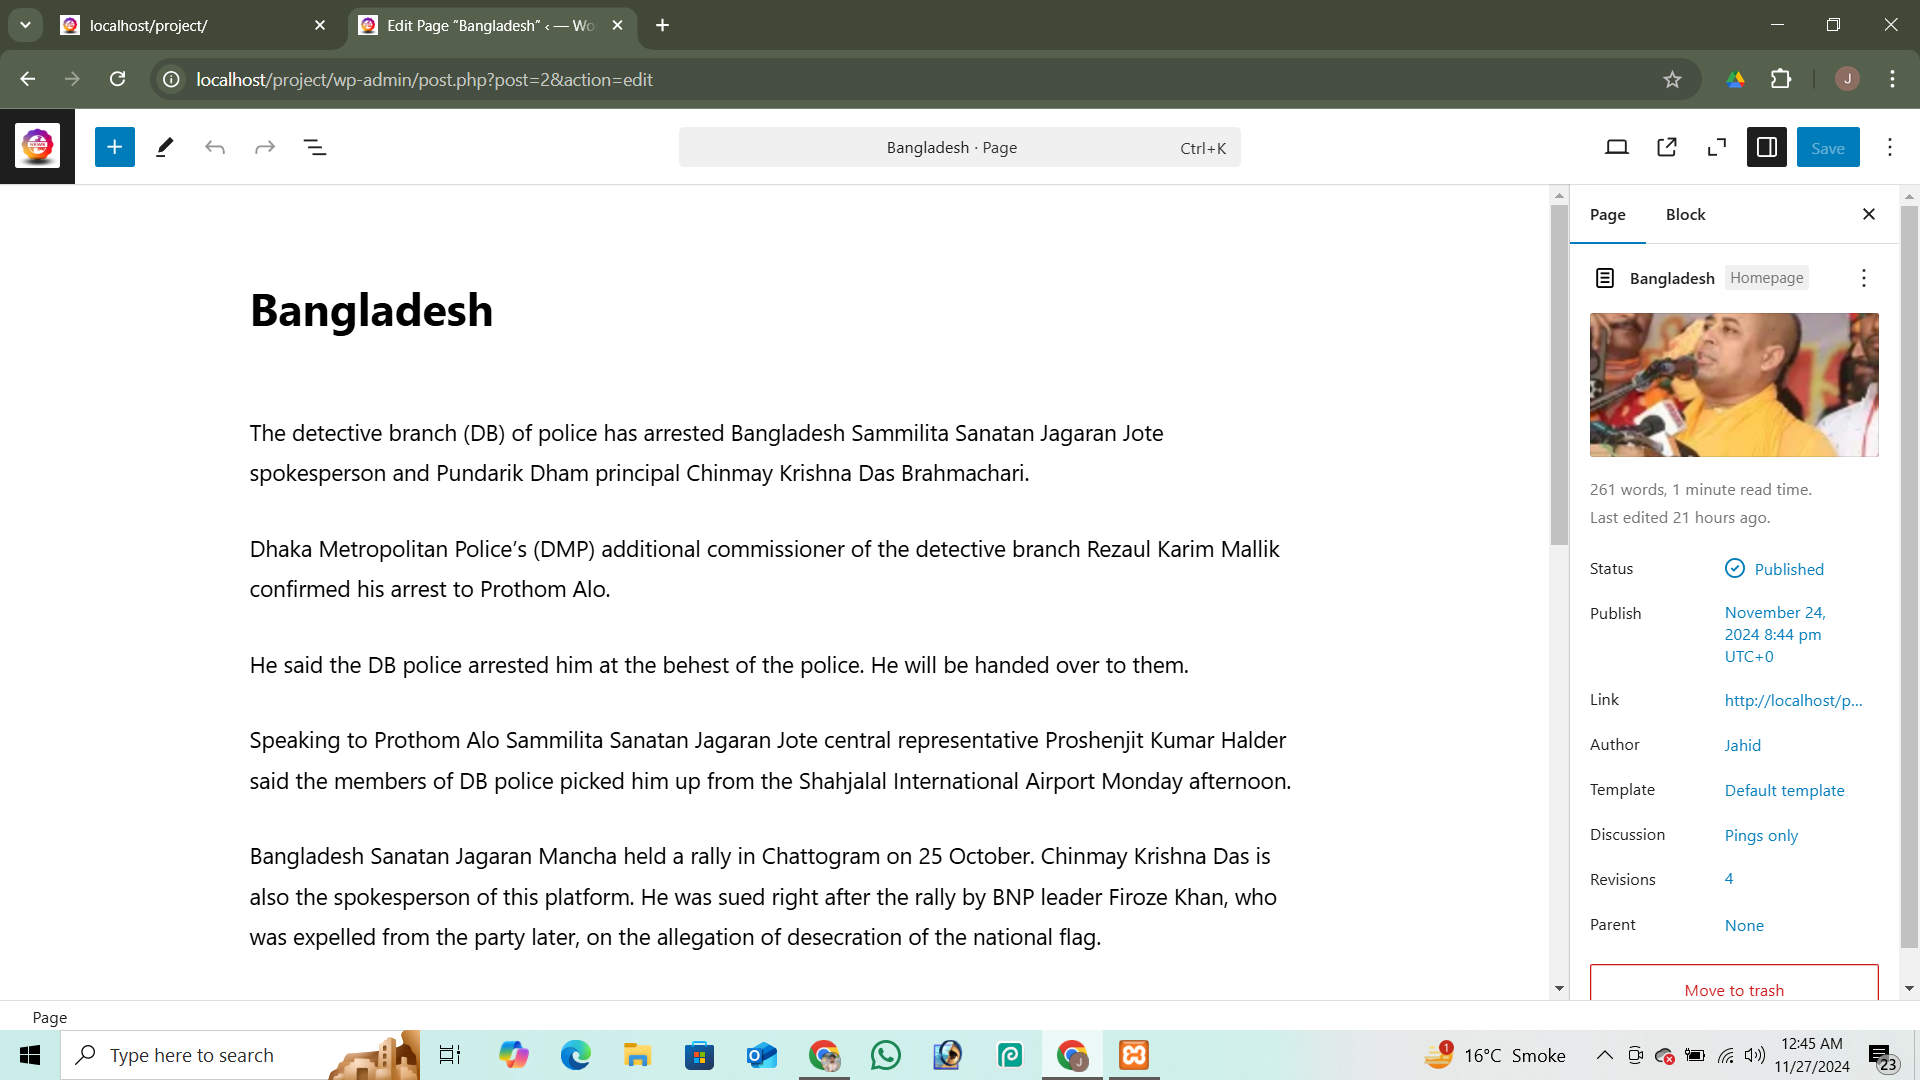 localhost/project/
Edit Page “Bangladesh” ‹ — Wo
localhost/project/wp-admin/post.php?post=2&action=edit
J
NEWS
Bangladesh · Page
Ctrl+K
Save
Page
Block
Bangladesh
Homepage
Bangladesh
The detective branch (DB) of police has arrested Bangladesh Sammilita Sanatan Jagaran Jote
spokesperson and Pundarik Dham principal Chinmay Krishna Das Brahmachari.
Dhaka Metropolitan Police’s (DMP) additional commissioner of the detective branch Rezaul Karim Mallik
confirmed his arrest to Prothom Alo.
He said the DB police arrested him at the behest of the police. He will be handed over to them.
Speaking to Prothom Alo Sammilita Sanatan Jagaran Jote central representative Proshenjit Kumar Halder
said the members of DB police picked him up from the Shahjalal International Airport Monday afternoon.
Bangladesh Sanatan Jagaran Mancha held a rally in Chattogram on 25 October. Chinmay Krishna Das is
also the spokesperson of this platform. He was sued right after the rally by BNP leader Firoze Khan, who
was expelled from the party later, on the allegation of desecration of the national flag.
261 words, 1 minute read time.
Last edited 21 hours ago.
Status
Published
Publish
November 24,
2024 8:44 pm
UTC+0
Link
http://localhost/p...
Author
Jahid
Template
Default template
Discussion
Pings only
Revisions
4
Parent
None
Move to trash
Page
Type here to search
J
1
16°C Smoke
12:45 AM
11/27/2024
23